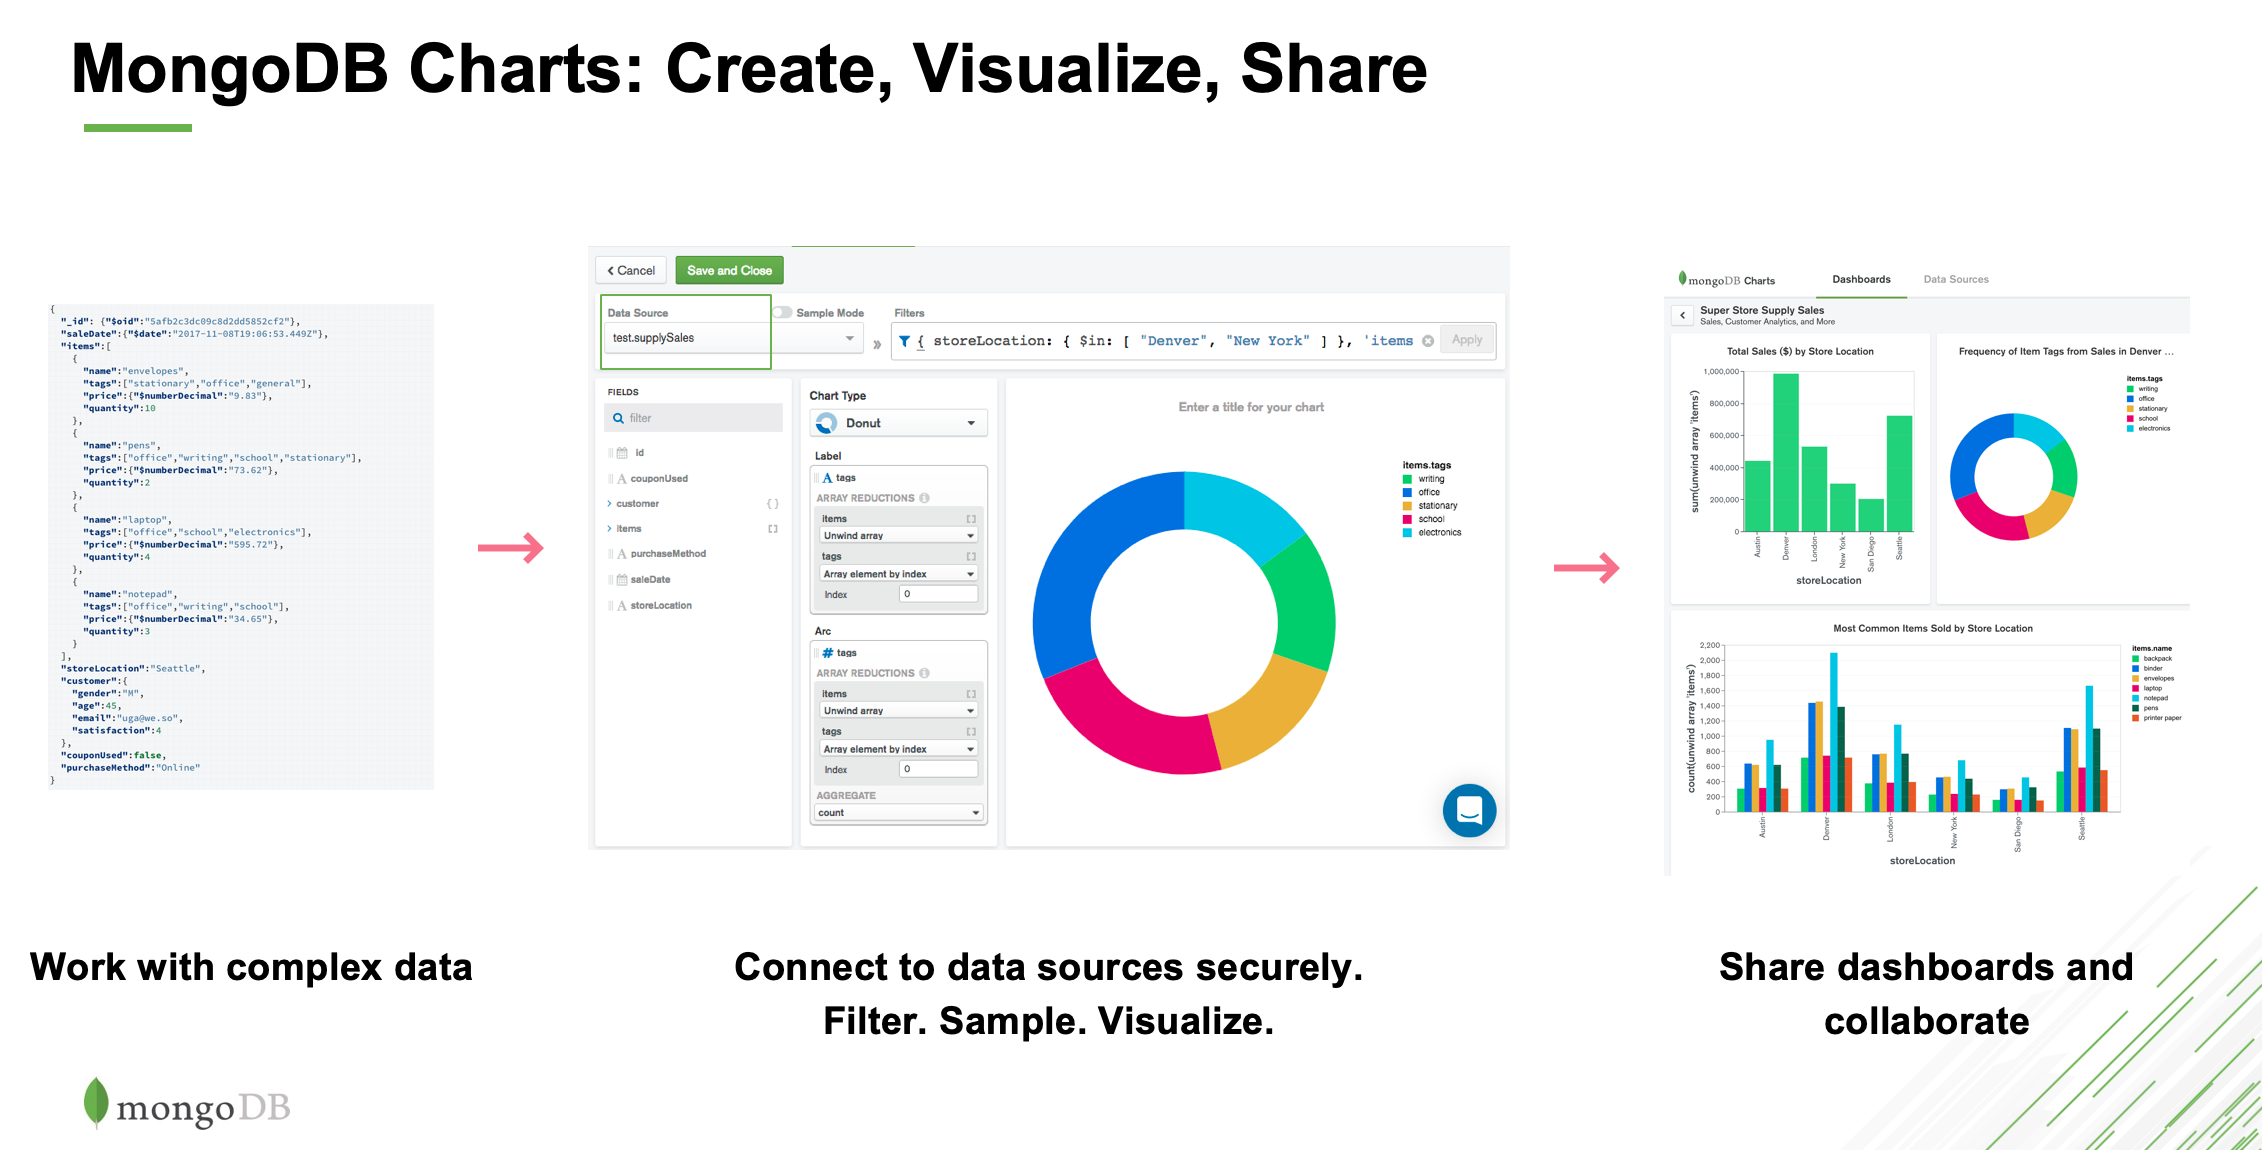 MongoDB Charts: Create, Visualize, Share
{
"_id": {"$oid":"5afb2c3dc09c8d2dd5852cf2"},
"saleDate":{"$date":"2017-11-08T19:06:53.449Z"},
"items":[
{
"name":"envelopes",
"tags":["stationary","office","general"],
"price":{"$numberDecimal":"9.83"},
"quantity":10
},
{
"name":"pens",
"tags":["office","writing","school","stationary"],
"price":{"$numberDecimal":"73.62"},
"quantity":2
},
{
"name":"laptop",
"tags":["office","school","electronics"],
"price":{"$numberDecimal":"595.72"},
"quantity":4
},
{
"name":"notepad",
"tags":["office","writing","school"],
"price":{"$numberDecimal":"34.65"},
"quantity":3
}
],
"storeLocation":"Seattle",
"customer":{
"gender":"M",
"age":45,
"email":"uga@we.so",
"satisfaction":4
},
"couponUsed":false,
"purchaseMethod":"Online"
}
Cancel
Save and Close
Data Source
Sample Mode
Filters
test.supplySales
{ storeLocation: { $in: [ "Denver", "New York" ] }, 'items
Apply
FIELDS
filter
id
A couponUsed
customer { }
items [ ]
A purchaseMethod
saleDate
A storeLocation
Chart Type
Donut
Label
A tags
ARRAY REDUCTIONS
items [ ]
Unwind array
tags [ ]
Array element by index
Index 0
Arc
# tags
ARRAY REDUCTIONS
items [ ]
Unwind array
tags [ ]
Array element by index
Index 0
AGGREGATE
count
Enter a title for your chart
items.tags
writing
office
stationary
school
electronics
mongoDB Charts
Dashboards
Data Sources
Super Store Supply Sales
Sales, Customer Analytics, and More
Total Sales ($) by Store Location
sum(unwind array 'items')
1,000,000
800,000
600,000
400,000
200,000
0
Austin
Denver
London
New York
San Diego
Seattle
storeLocation
Frequency of Item Tags from Sales in Denver ...
items.tags
writing
office
stationary
school
electronics
Most Common Items Sold by Store Location
count(unwind array 'items')
2,200
2,000
1,800
1,600
1,400
1,200
1,000
800
600
400
200
0
Austin
Denver
London
New York
San Diego
Seattle
storeLocation
items.name
backpack
binder
envelopes
laptop
notepad
pens
printer paper
Work with complex data
Connect to data sources securely.
Filter. Sample. Visualize.
Share dashboards and
collaborate
mongoDB